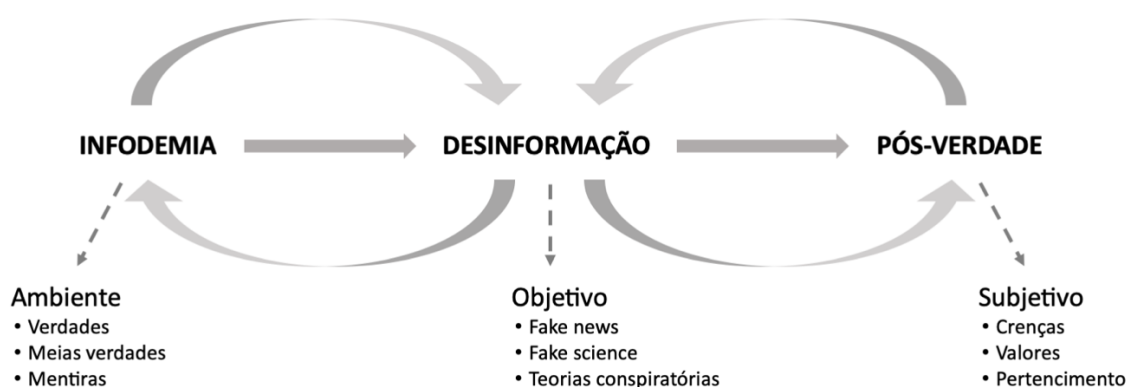 INFODEMIA
DESINFORMAÇÃO
PÓS-VERDADE
Ambiente
• Verdades
• Meias verdades
• Mentiras
Objetivo
• Fake news
• Fake science
• Teorias conspiratórias
Subjetivo
• Crenças
• Valores
• Pertencimento